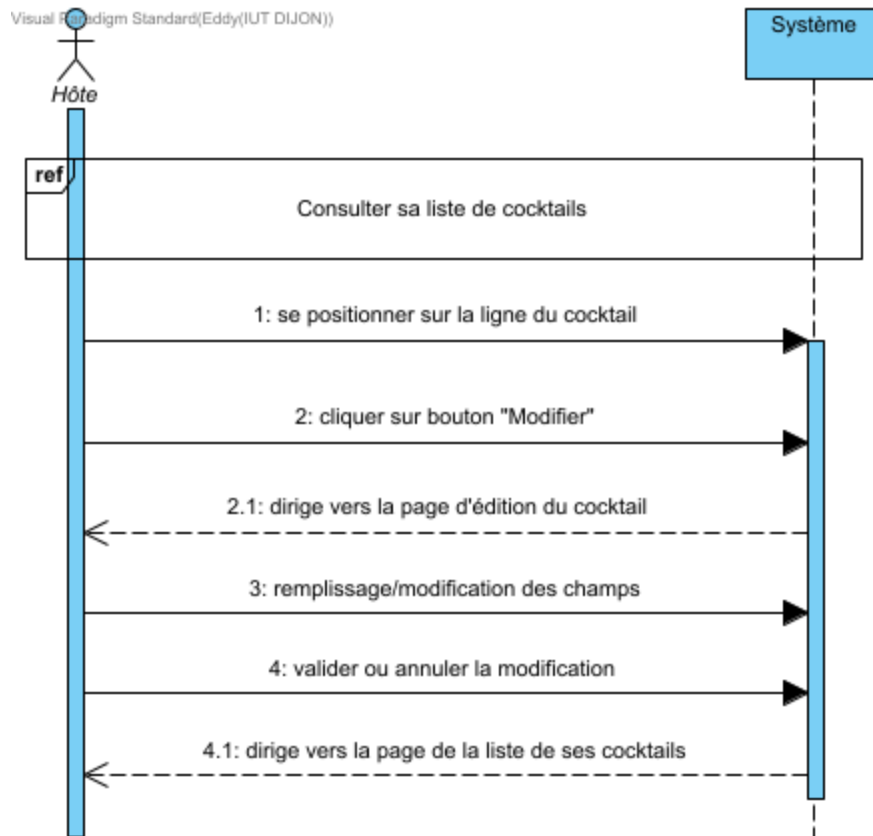 Visual Paradigm Standard(Eddy(IUT DIJON))
Système
Hôte
ref
Consulter sa liste de cocktails
1: se positionner sur la ligne du cocktail
2: cliquer sur bouton "Modifier"
2.1: dirige vers la page d'édition du cocktail
3: remplissage/modification des champs
4: valider ou annuler la modification
4.1: dirige vers la page de la liste de ses cocktails